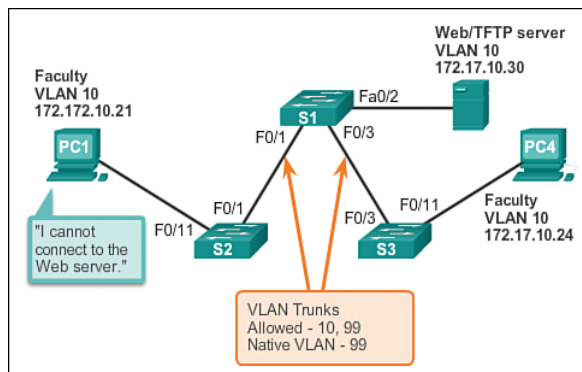 Web/TFTP server
VLAN 10
172.17.10.30
Faculty
VLAN 10
172.172.10.21
Fa0/2
S1
F0/1
F0/3
PC1
PC4
"I cannot
connect to the
Web server."
F0/11
F0/1
S2
F0/3
F0/11
S3
Faculty
VLAN 10
172.17.10.24
VLAN Trunks
Allowed - 10, 99
Native VLAN - 99